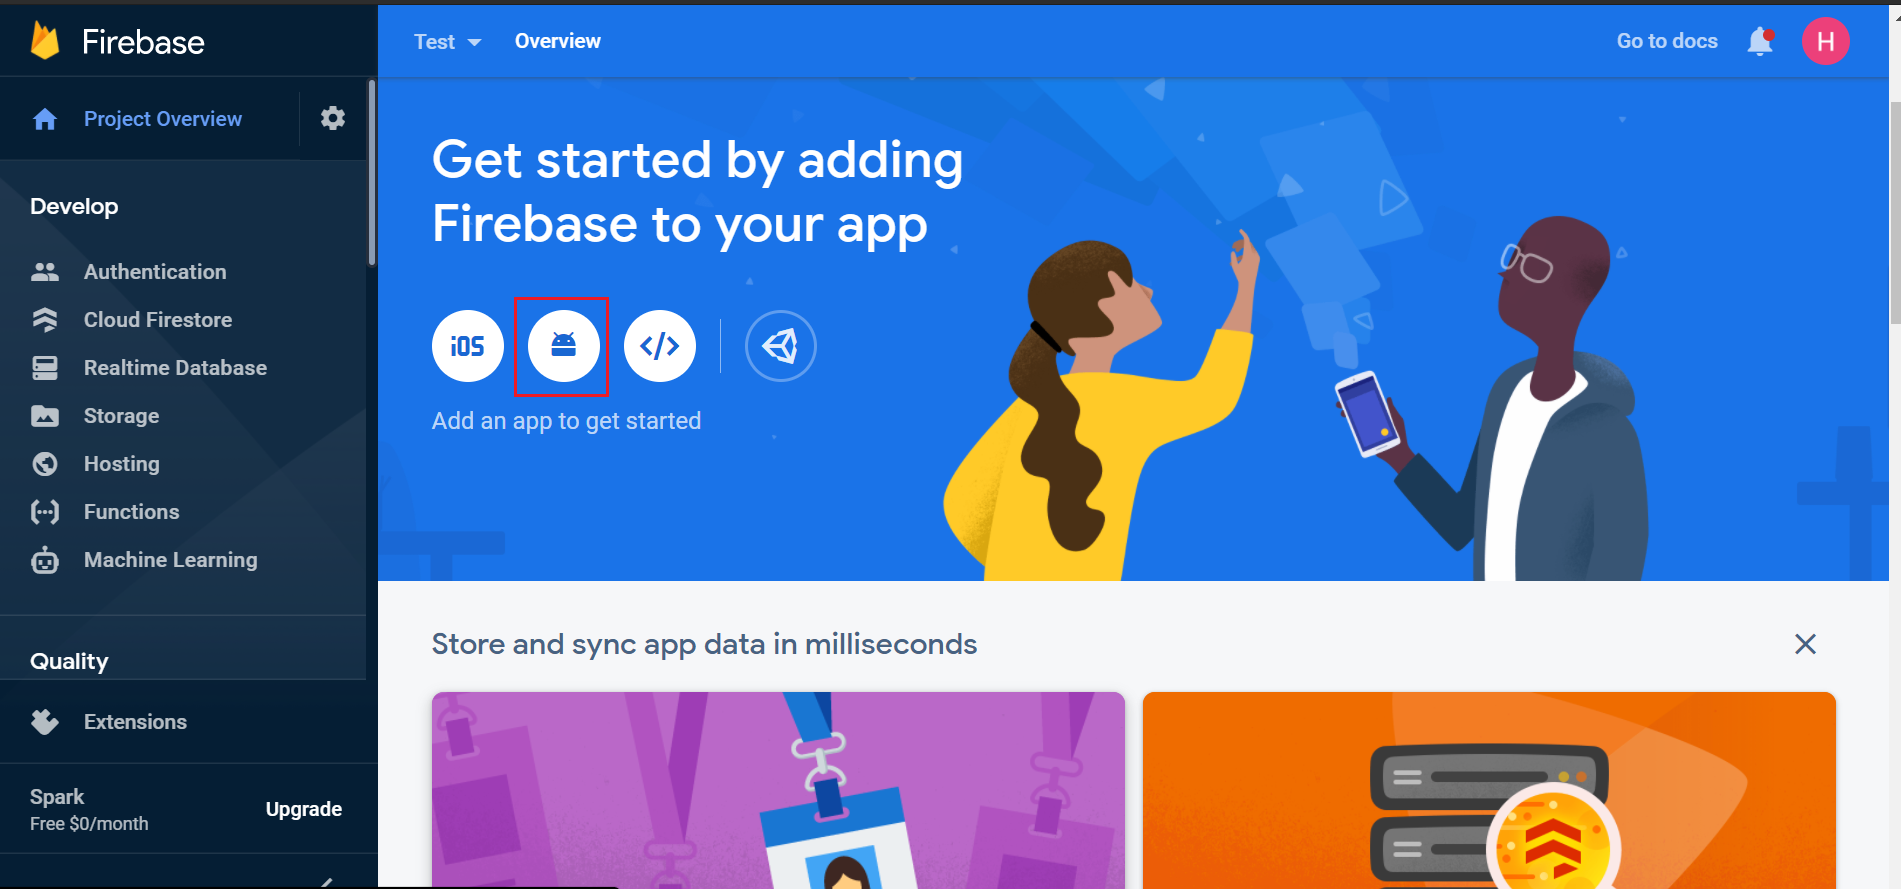 Firebase
Test
Overview
Go to docs
H
Project Overview
Get started by adding
Firebase to your app
Develop
Authentication
Cloud Firestore
Realtime Database
Storage
Hosting
Functions
Machine Learning
iOS
</>
Add an app to get started
Quality
Extensions
Spark
Free $0/month
Upgrade
Store and sync app data in milliseconds